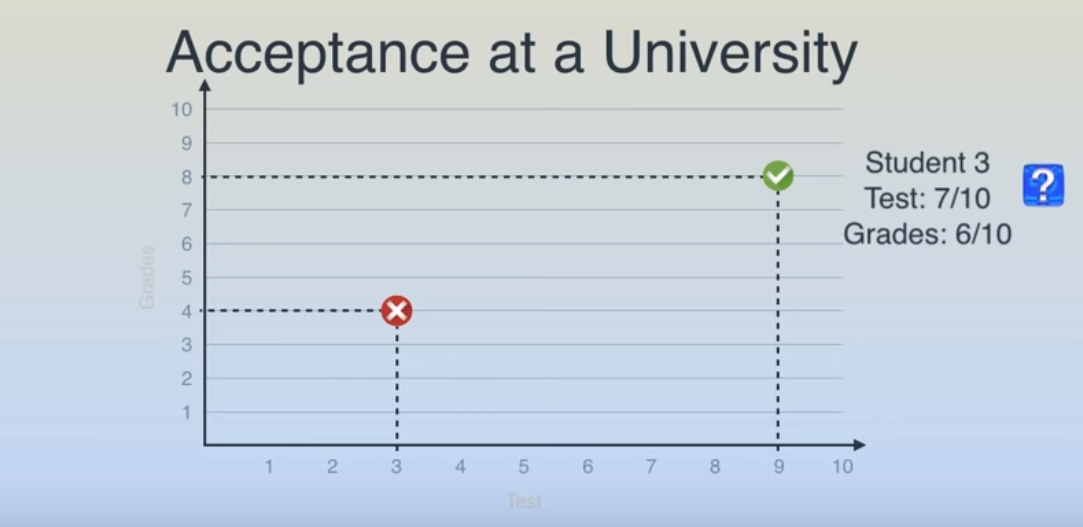 Acceptance at a University
10
9
8
7
6
5
4
3
2
1
Grades
Student 3
Test: 7/10
Grades: 6/10
?
1 2 3 4 5 6 7 8 9 10
Test